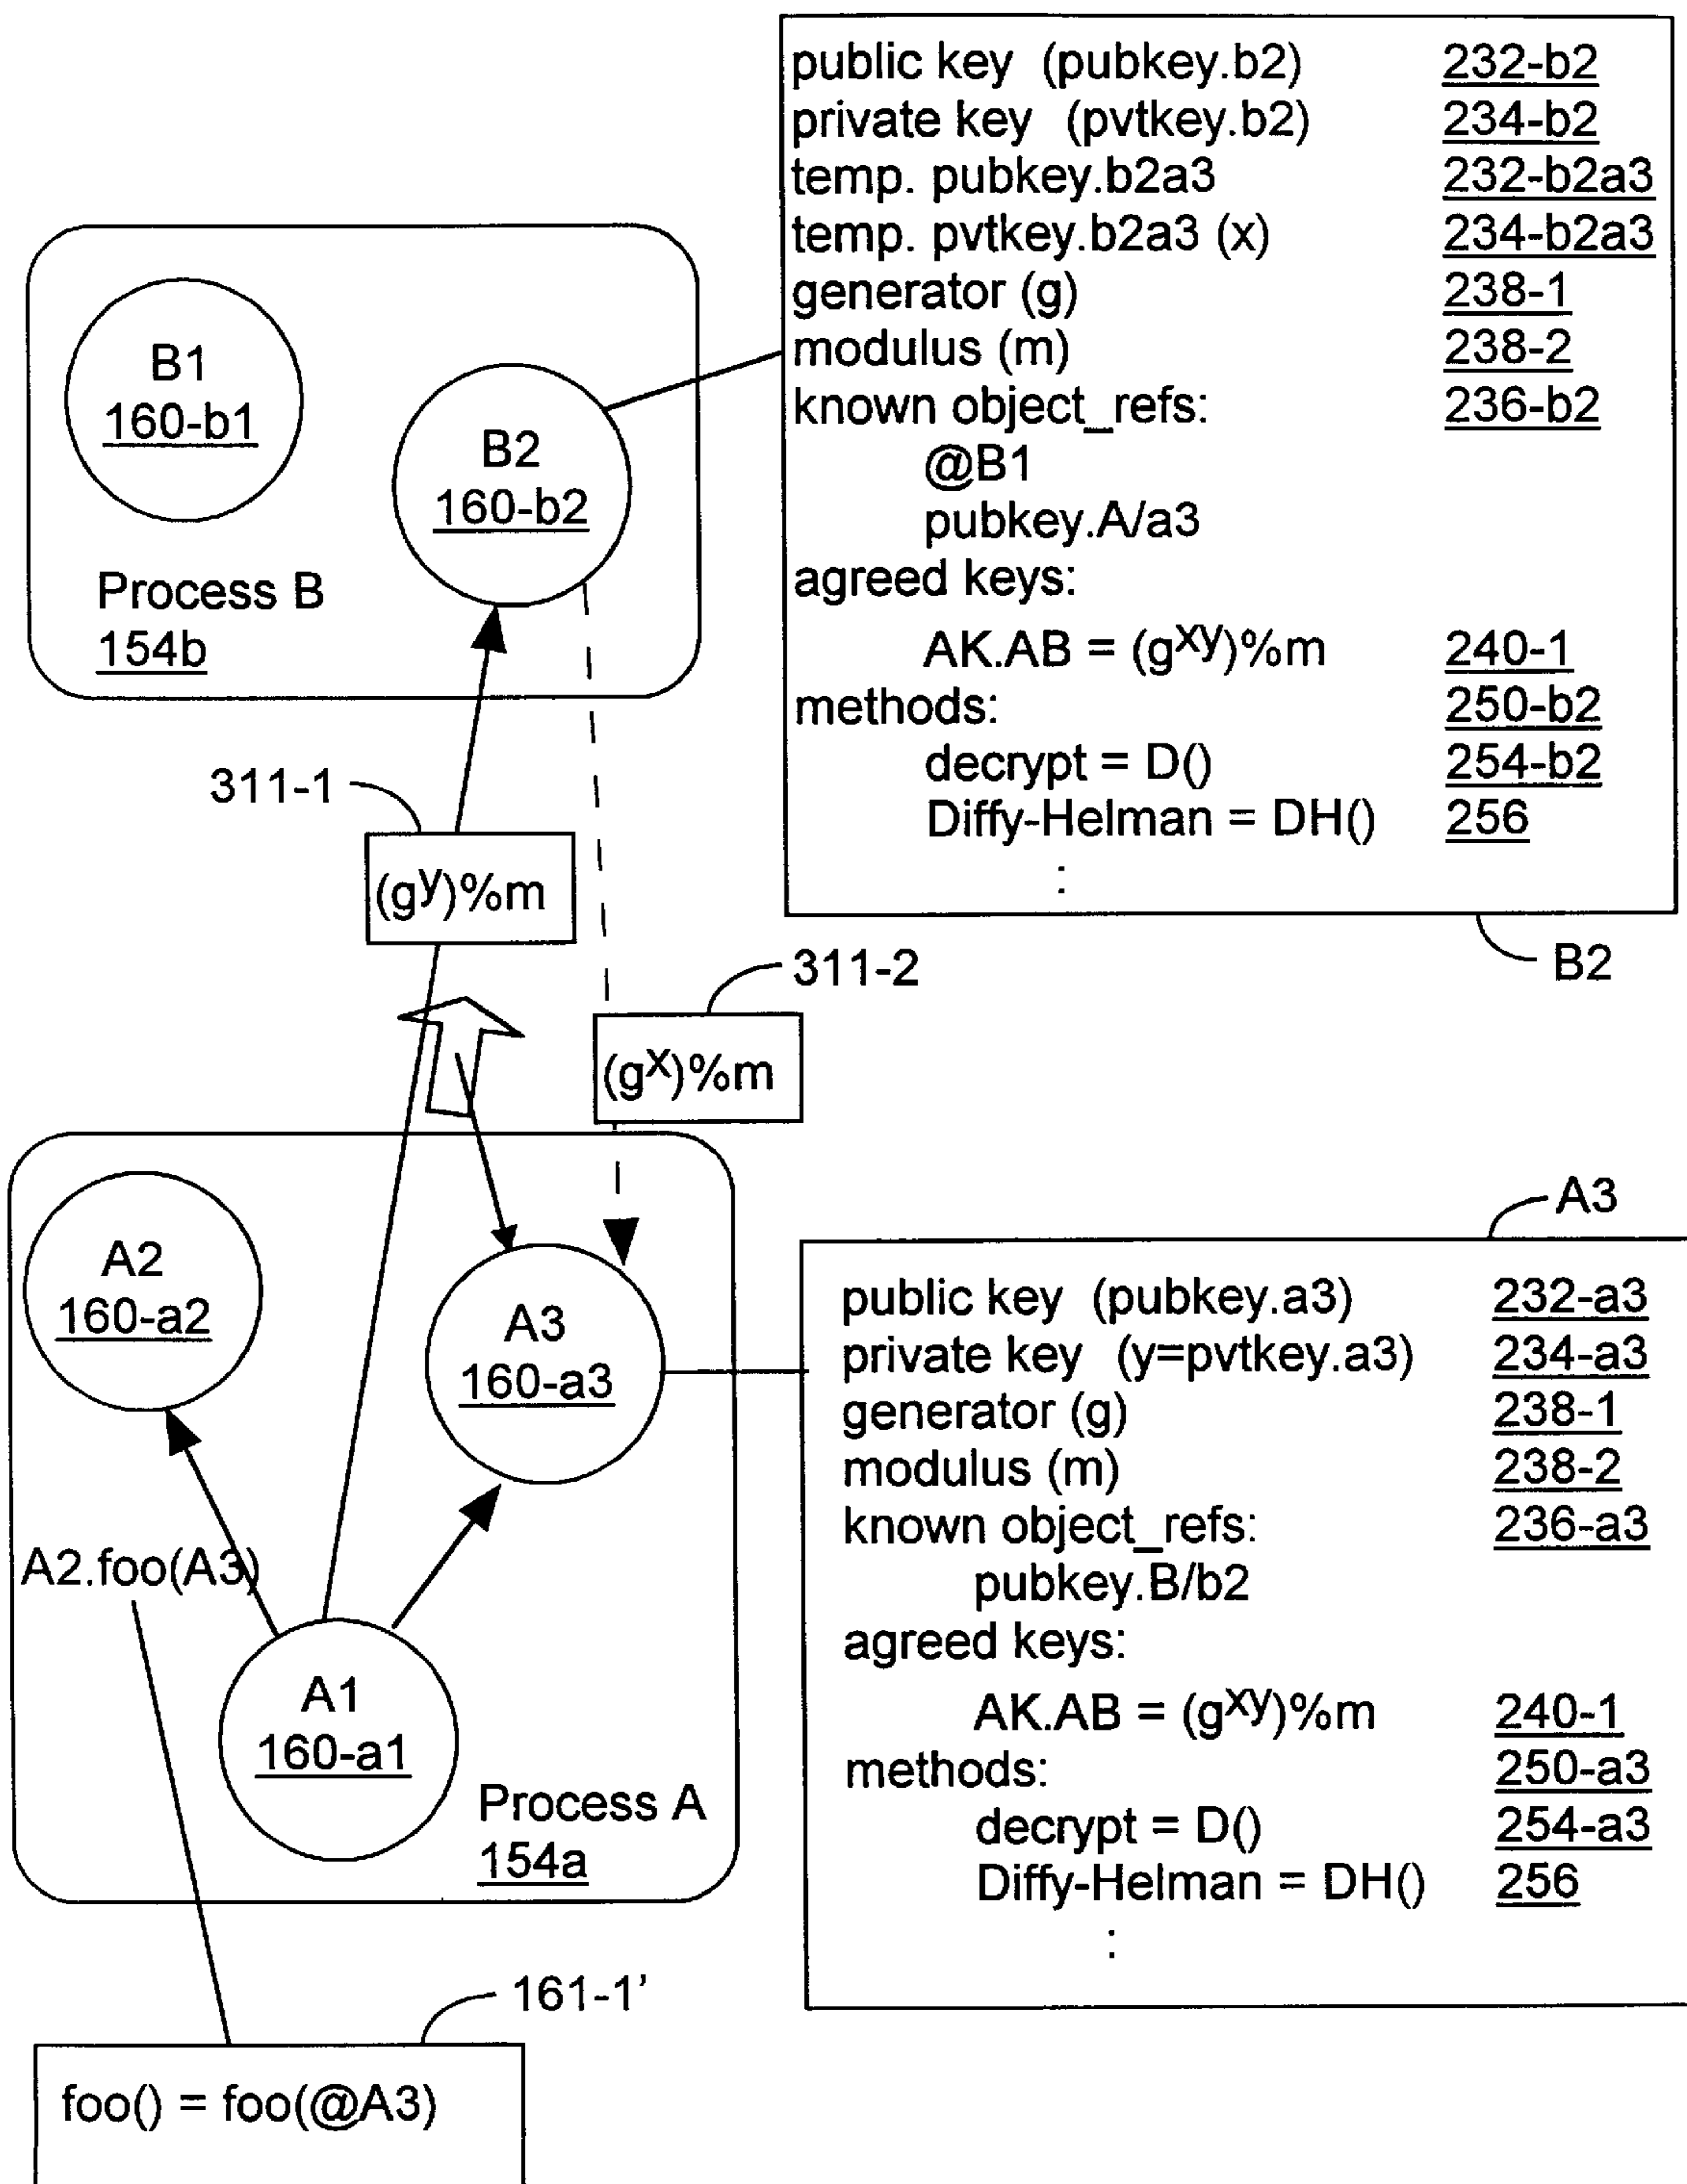 public key (pubkey.b2) 232-b2
private key (pvtkey.b2) 234-b2
temp. pubkey.b2a3 232-b2a3
temp. pvtkey.b2a3 (x) 234-b2a3
generator (g) 238-1
modulus (m) 238-2
known object_refs: 236-b2
@B1
pubkey.A/a3
agreed keys:
AK.AB = (g^xy)%m 240-1
methods: 250-b2
decrypt = D() 254-b2
Diffy-Helman = DH() 256
:
B2
B1
160-b1
B2
160-b2
Process B
154b
311-1
(g^y)%m
311-2
(g^x)%m
A2
160-a2
A3
160-a3
A2.foo(A3)
A1
160-a1
Process A
154a
A3
public key (pubkey.a3) 232-a3
private key (y=pvtkey.a3) 234-a3
generator (g) 238-1
modulus (m) 238-2
known object_refs: 236-a3
pubkey.B/b2
agreed keys:
AK.AB = (g^xy)%m 240-1
methods: 250-a3
decrypt = D() 254-a3
Diffy-Helman = DH() 256
:
161-1’
foo() = foo(@A3)